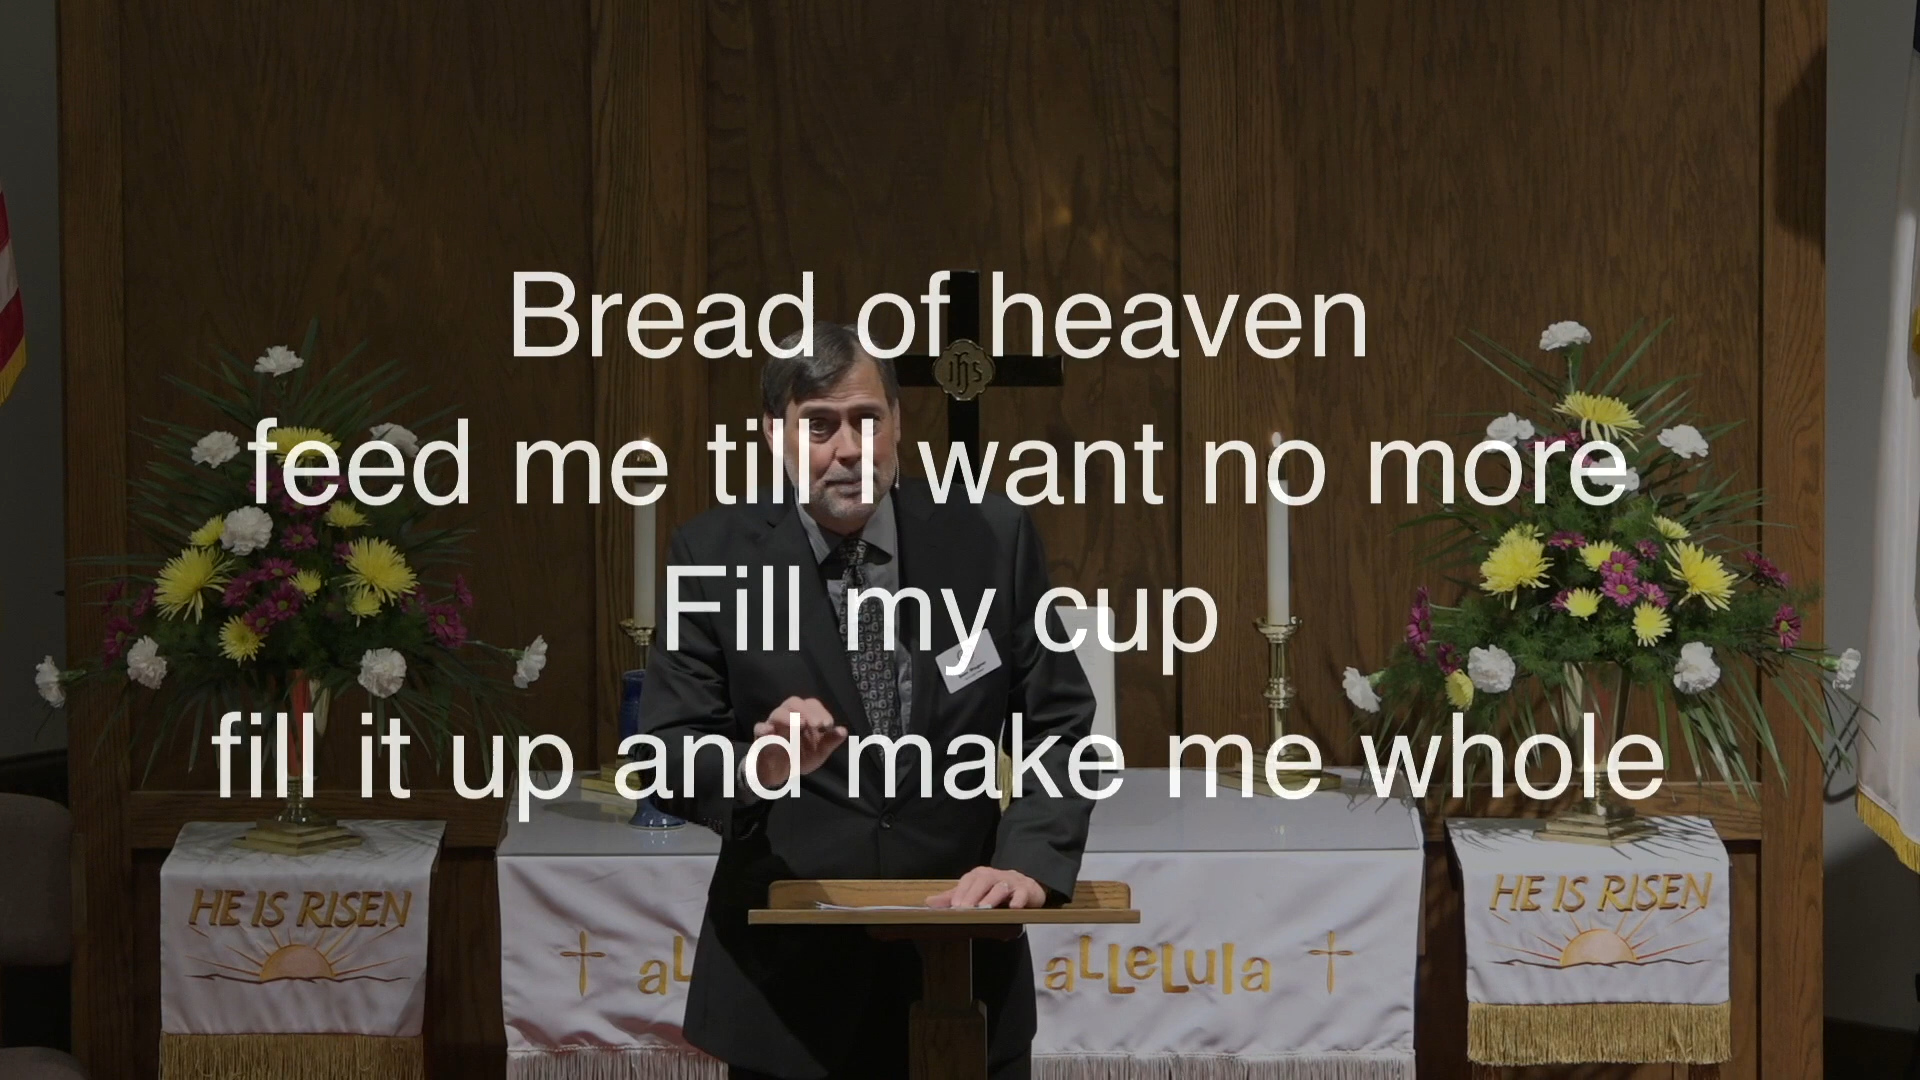 Bread of heaven
feed me till I want no more
Fill my cup
fill it up and make me whole
ihs
HE IS RISEN
aL
aLLeLuIa
HE IS RISEN